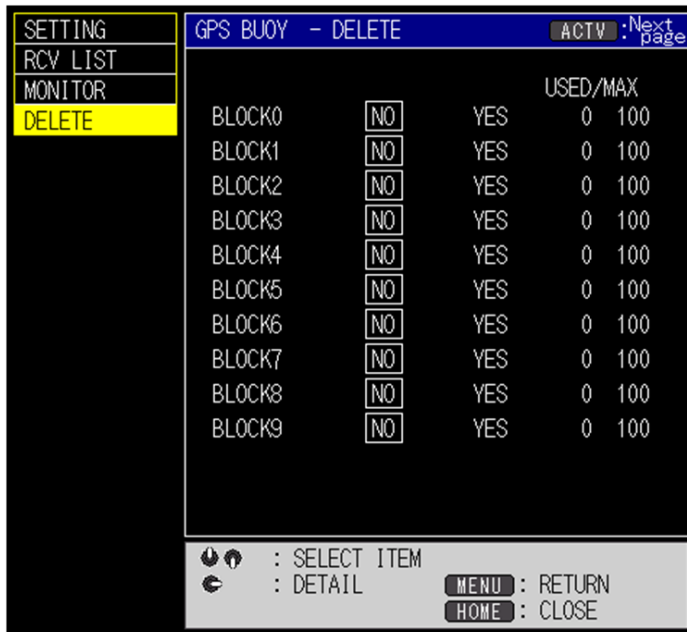 SETTING
RCV LIST
MONITOR
DELETE
GPS BUOY - DELETE
ACTV :Next page
USED/MAX
BLOCK0 NO YES 0 100
BLOCK1 NO YES 0 100
BLOCK2 NO YES 0 100
BLOCK3 NO YES 0 100
BLOCK4 NO YES 0 100
BLOCK5 NO YES 0 100
BLOCK6 NO YES 0 100
BLOCK7 NO YES 0 100
BLOCK8 NO YES 0 100
BLOCK9 NO YES 0 100
: SELECT ITEM
: DETAIL MENU : RETURN
HOME : CLOSE